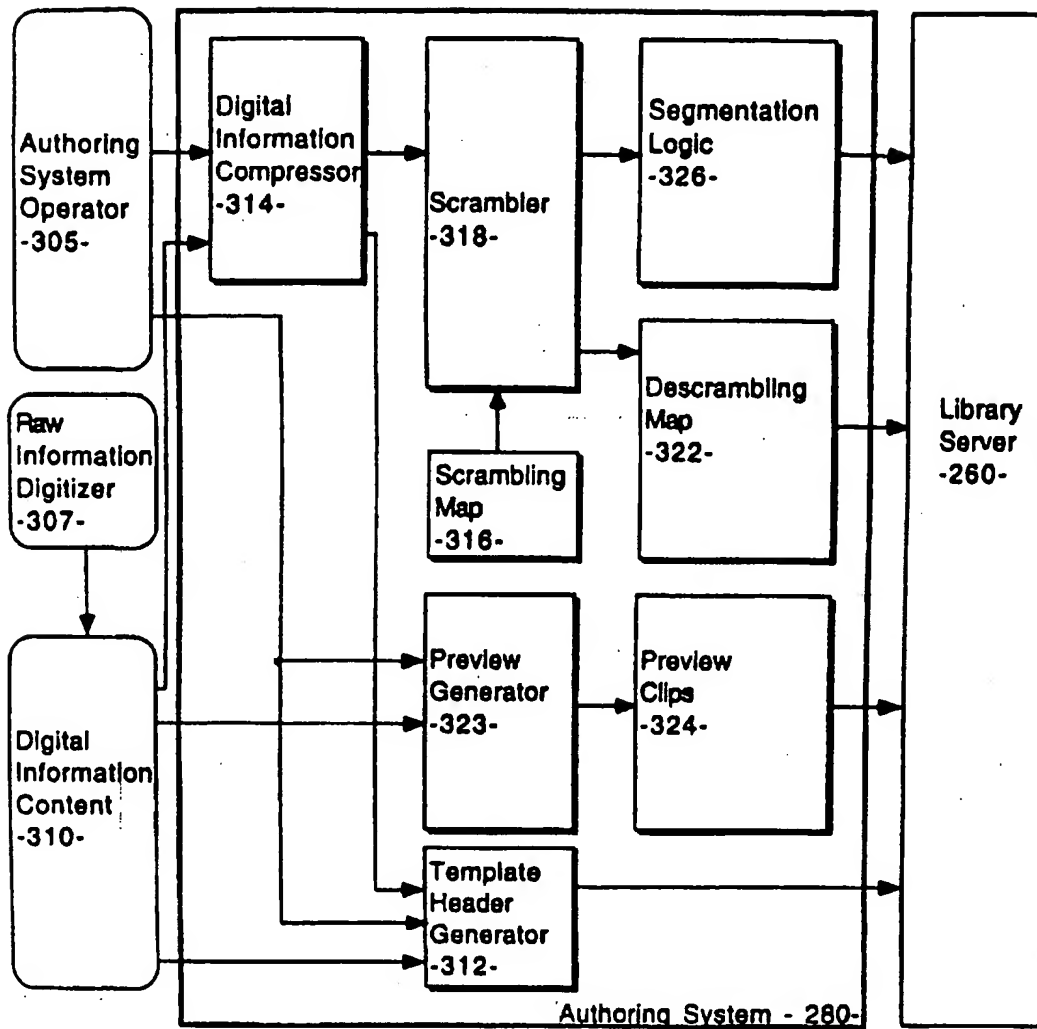 Authoring
System
Operator
-305-
Digital
Information
Compressor
-314-
Scrambler
-318-
Segmentation
Logic
-326-
Raw
Information
Digitizer
-307-
Scrambling
Map
-316-
Descrambling
Map
-322-
Library
Server
-260-
Digital
Information
Content
-310-
Preview
Generator
-323-
Preview
Clips
-324-
Template
Header
Generator
-312-
Authoring System - 280-